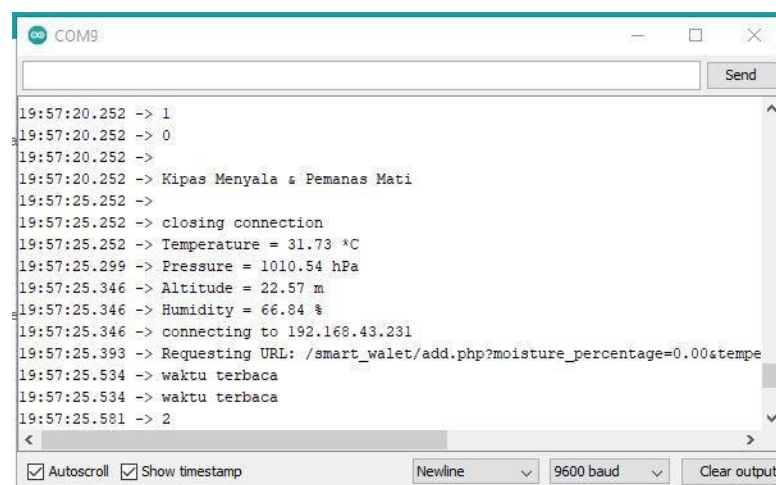 COM9
Send
19:57:20.252 -> 1
19:57:20.252 -> 0
19:57:20.252 ->
19:57:20.252 -> Kipas Menyala & Pemanas Mati
19:57:25.252 ->
19:57:25.252 -> closing connection
19:57:25.252 -> Temperature = 31.73 *C
19:57:25.299 -> Pressure = 1010.54 hPa
19:57:25.346 -> Altitude = 22.57 m
19:57:25.346 -> Humidity = 66.84 %
19:57:25.346 -> connecting to 192.168.43.231
19:57:25.393 -> Requesting URL: /smart_walet/add.php?moisture_percentage=0.00&tempe
19:57:25.534 -> waktu terbaca
19:57:25.534 -> waktu terbaca
19:57:25.581 -> 2
Autoscroll Show timestamp Newline 9600 baud Clear output